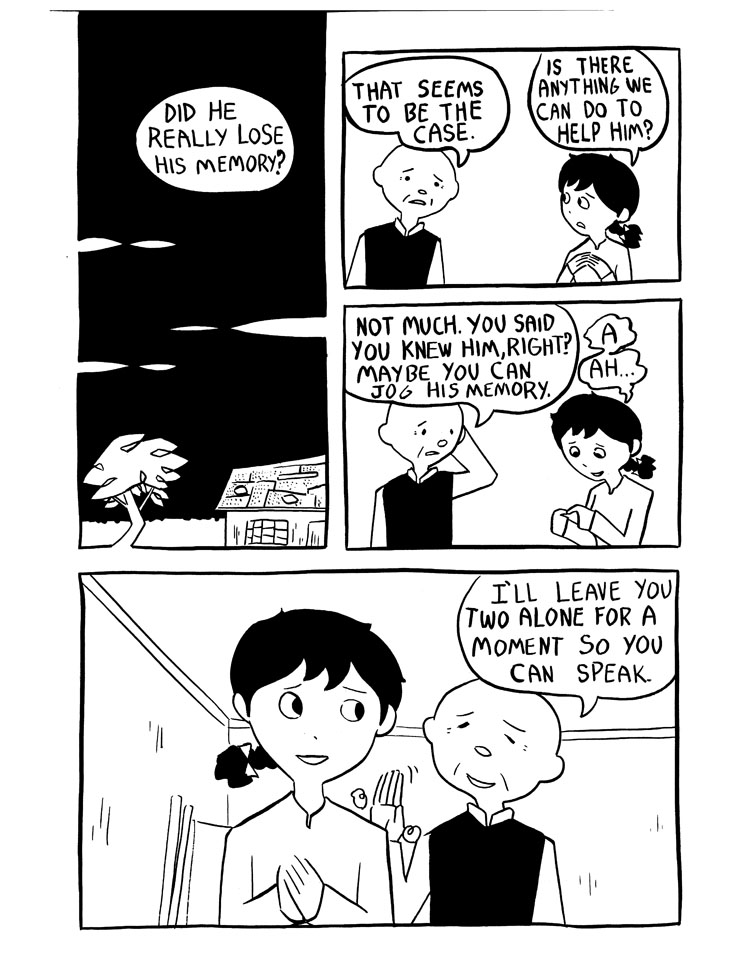 DID HE
REALLY LOSE
HIS MEMORY?
THAT SEEMS
TO BE THE
CASE.
IS THERE
ANYTHING WE
CAN DO TO
HELP HIM?
NOT MUCH. YOU SAID
YOU KNEW HIM, RIGHT?
MAYBE YOU CAN
JOG HIS MEMORY.
A
AH...
I'LL LEAVE YOU
TWO ALONE FOR A
MOMENT SO YOU
CAN SPEAK.